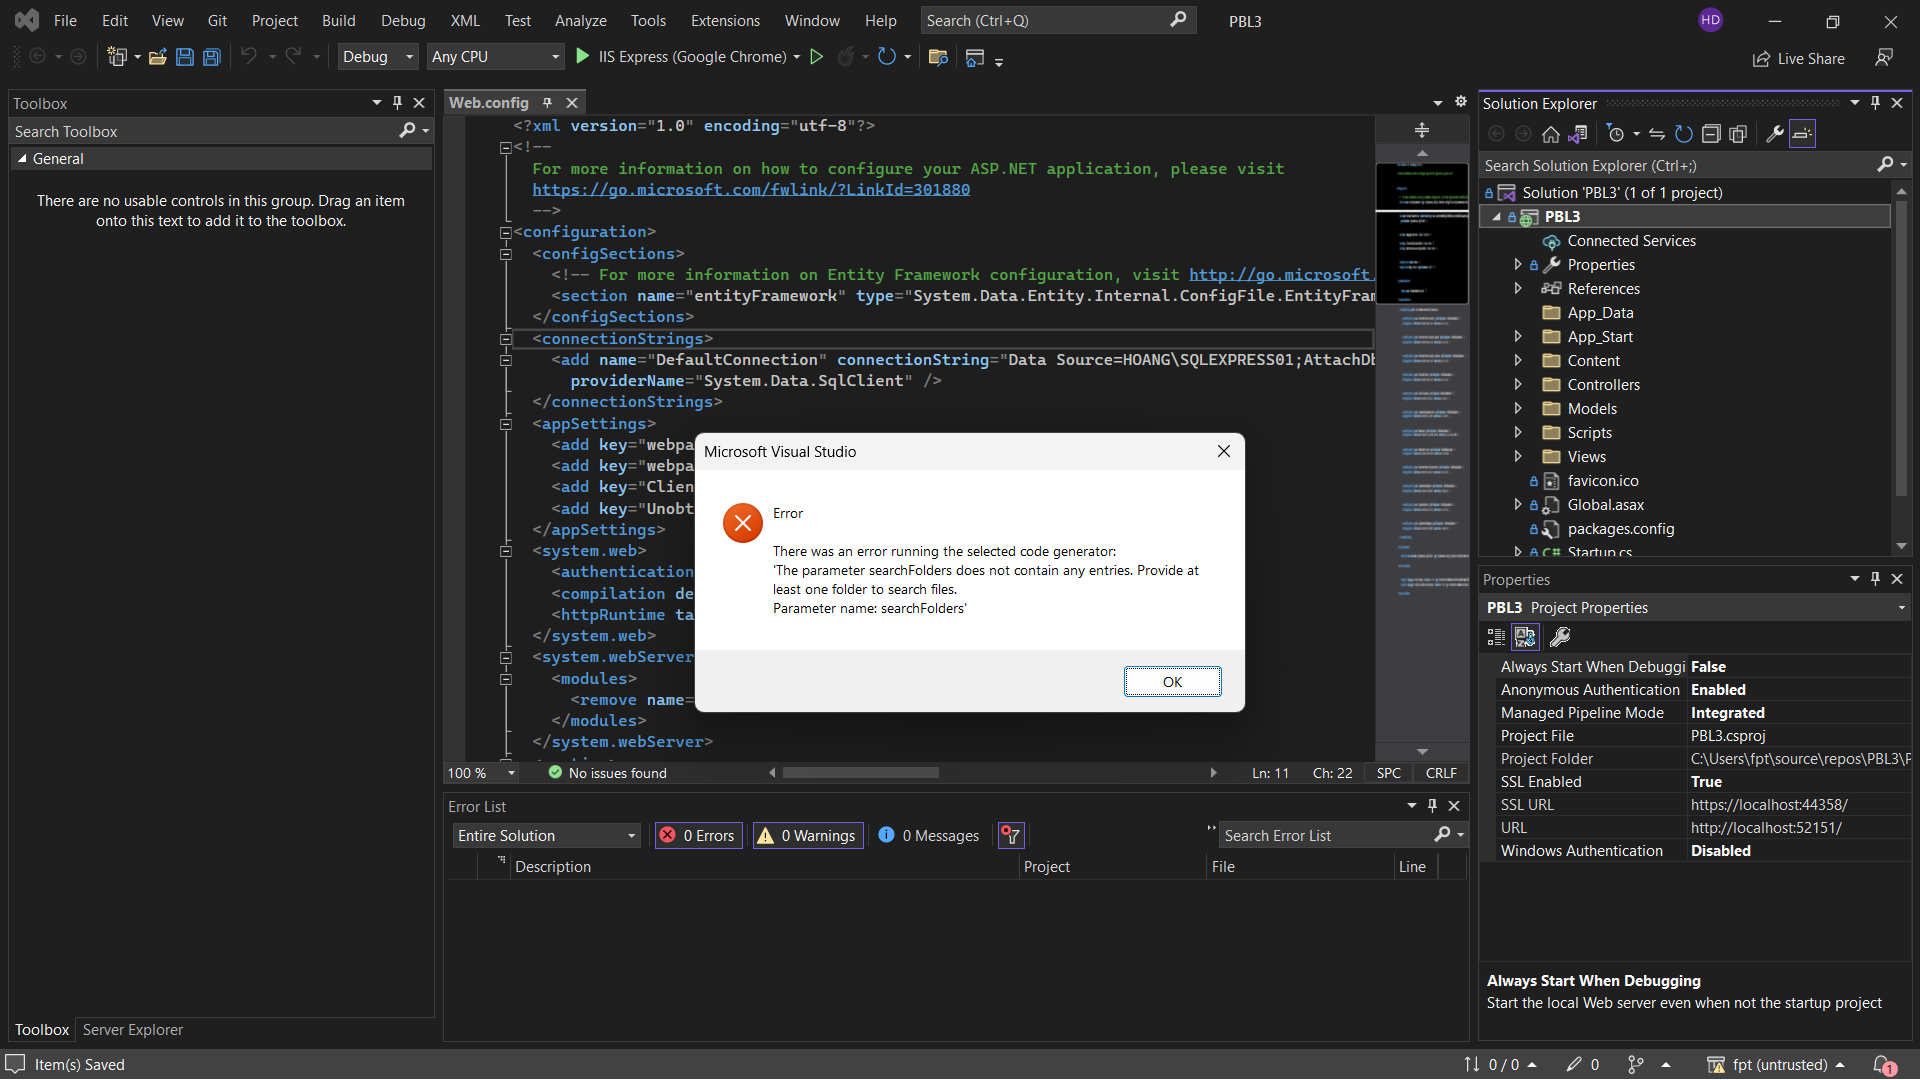 File Edit View Git Project Build Debug XML Test Analyze Tools Extensions Window Help Search (Ctrl+Q) PBL3 HD
Debug Any CPU IIS Express (Google Chrome) Live Share
Toolbox
Search Toolbox
General
There are no usable controls in this group. Drag an item
onto this text to add it to the toolbox.
Toolbox Server Explorer
Web.config
<?xml version="1.0" encoding="utf-8"?>
<!--
For more information on how to configure your ASP.NET application, please visit
https://go.microsoft.com/fwlink/?LinkId=301880
-->
<configuration>
<configSections>
<!-- For more information on Entity Framework configuration, visit http://go.microsoft.
<section name="entityFramework" type="System.Data.Entity.Internal.ConfigFile.EntityFram
</configSections>
<connectionStrings>
<add name="DefaultConnection" connectionString="Data Source=HOANG\SQLEXPRESS01;AttachDb
providerName="System.Data.SqlClient" />
</connectionStrings>
<appSettings>
<add key="webpa
<add key="webpa
<add key="Clien
<add key="Unobt
</appSettings>
<system.web>
<authentication
<compilation de
<httpRuntime ta
</system.web>
<system.webServer
<modules>
<remove name=
</modules>
</system.webServer>
100 % No issues found Ln: 11 Ch: 22 SPC CRLF
Microsoft Visual Studio
Error
There was an error running the selected code generator:
'The parameter searchFolders does not contain any entries. Provide at
least one folder to search files.
Parameter name: searchFolders'
OK
Error List
Entire Solution 0 Errors 0 Warnings 0 Messages Search Error List
Description Project File Line
Solution Explorer
Search Solution Explorer (Ctrl+;)
Solution 'PBL3' (1 of 1 project)
PBL3
Connected Services
Properties
References
App_Data
App_Start
Content
Controllers
Models
Scripts
Views
favicon.ico
Global.asax
packages.config
Startup.cs
Properties
PBL3 Project Properties
Always Start When Debuggi False
Anonymous Authentication Enabled
Managed Pipeline Mode Integrated
Project File PBL3.csproj
Project Folder C:\Users\fpt\source\repos\PBL3\P
SSL Enabled True
SSL URL https://localhost:44358/
URL http://localhost:52151/
Windows Authentication Disabled
Always Start When Debugging
Start the local Web server even when not the startup project
Item(s) Saved 0 / 0 0 fpt (untrusted) 1